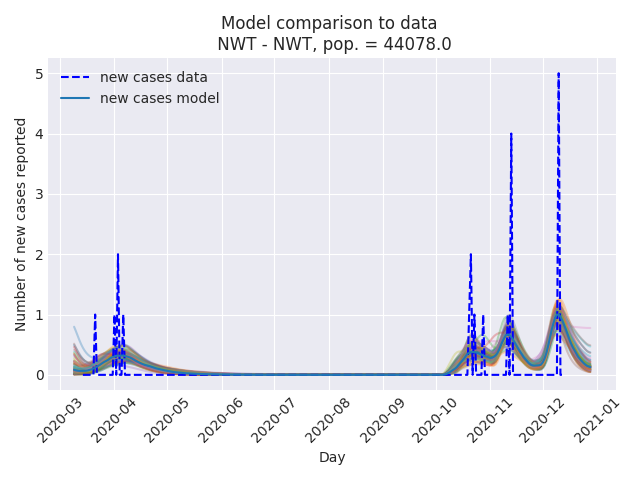 Model comparison to data
NWT - NWT, pop. = 44078.0
new cases data
new cases model
Number of new cases reported
5
4
3
2
1
0
2020-03
2020-04
2020-05
2020-06
2020-07
2020-08
2020-09
2020-10
2020-11
2020-12
2021-01
Day